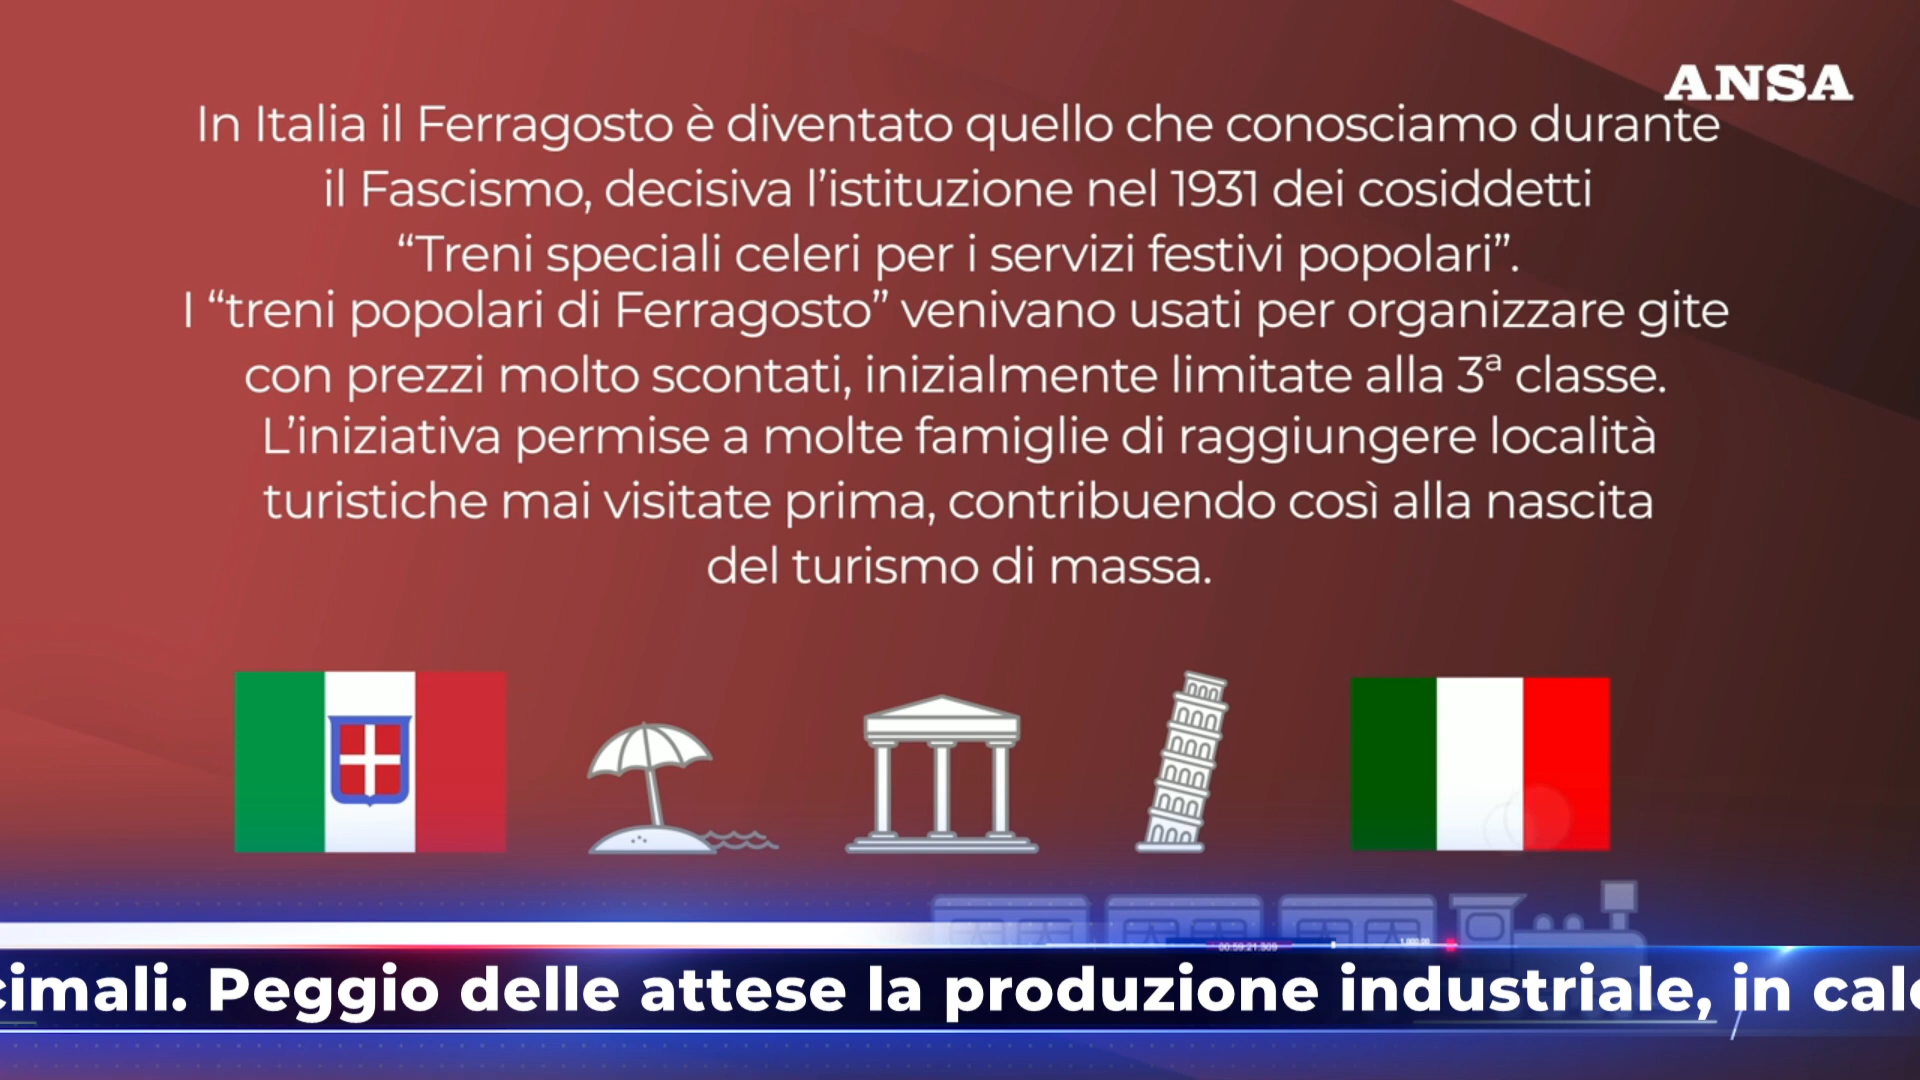 ANSA
In Italia il Ferragosto è diventato quello che conosciamo durante
il Fascismo, decisiva l’istituzione nel 1931 dei cosiddetti
“Treni speciali celeri per i servizi festivi popolari”.
I “treni popolari di Ferragosto” venivano usati per organizzare gite
con prezzi molto scontati, inizialmente limitate alla 3ª classe.
L’iniziativa permise a molte famiglie di raggiungere località
turistiche mai visitate prima, contribuendo così alla nascita
del turismo di massa.
cimali. Peggio delle attese la produzione industriale, in calo